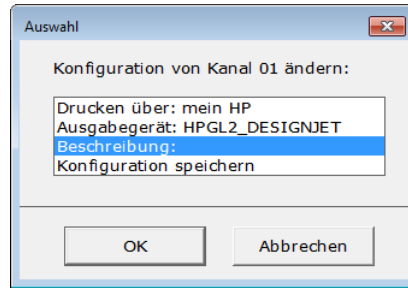 Auswahl
Konfiguration von Kanal 01 ändern:
Drucken über: mein HP
Ausgabegerät: HPGL2_DESIGNJET
Beschreibung:
Konfiguration speichern
OK
Abbrechen